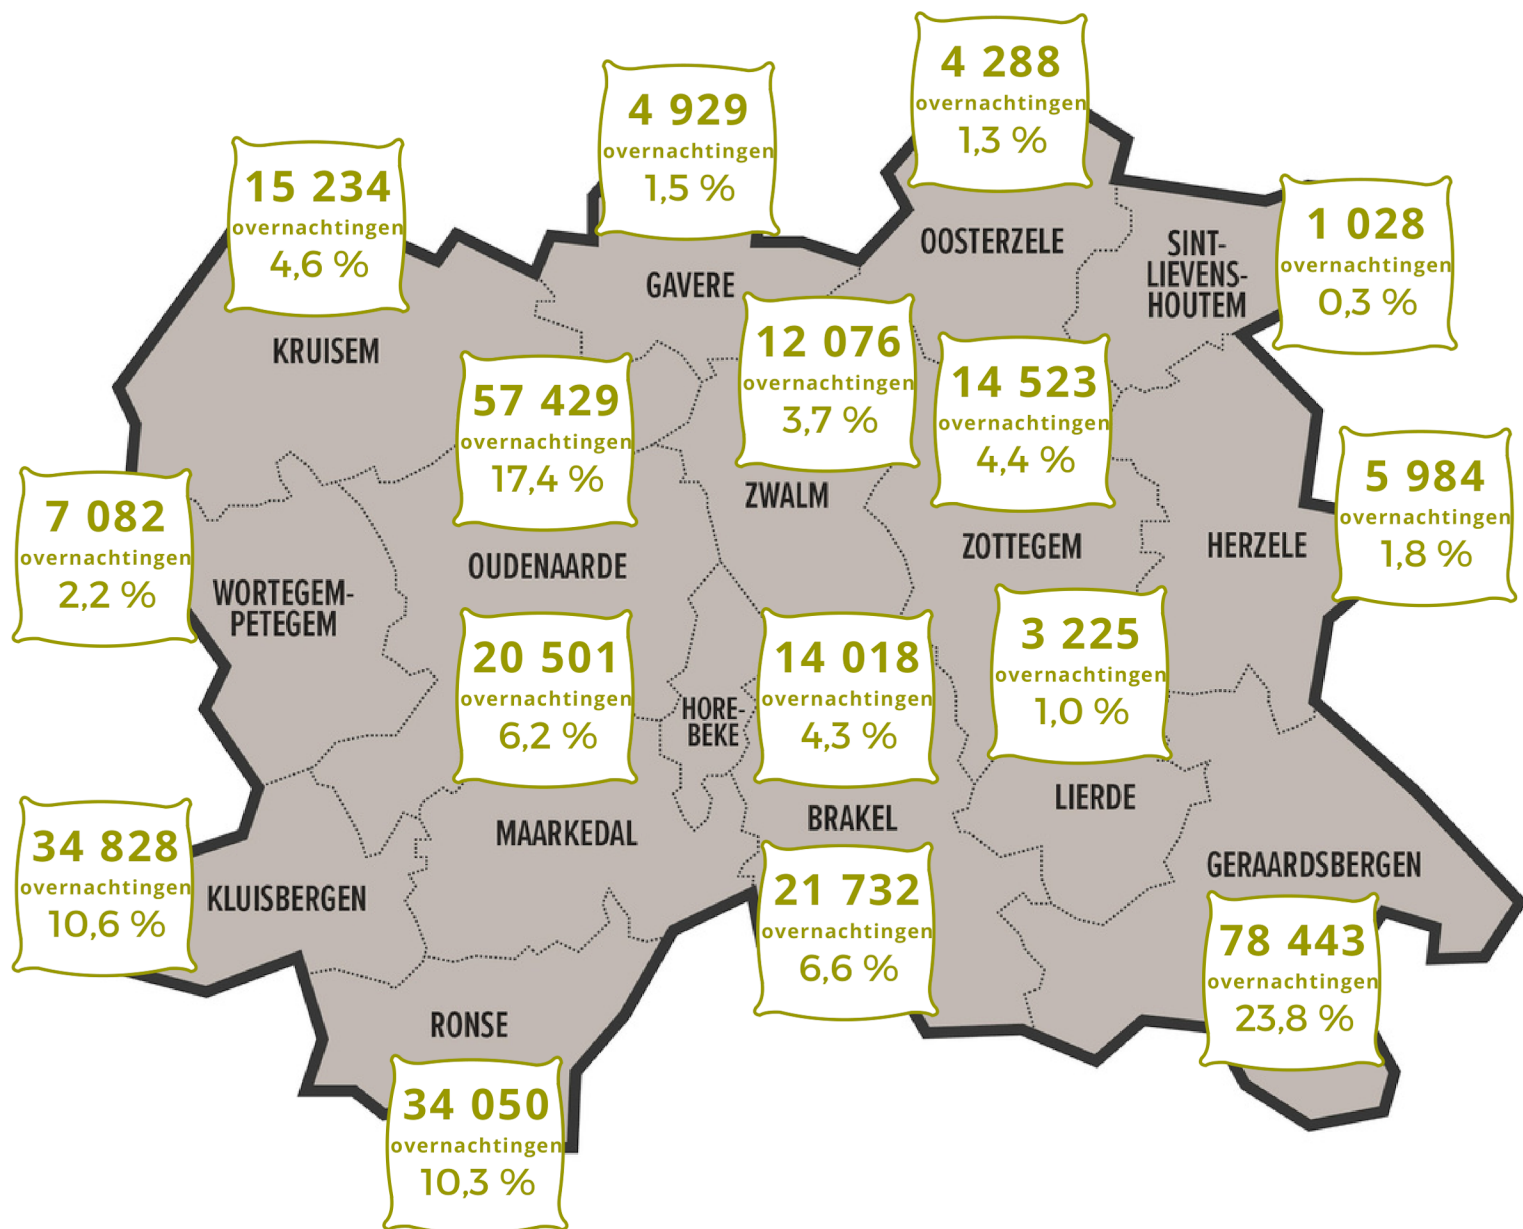 4 288
overnachtingen
1,3 %
4 929
overnachtingen
1,5 %
15 234
overnachtingen
4,6 %
1 028
overnachtingen
0,3 %
OOSTERZELE
SINT-
LIEVENS-
HOUTEM
GAVERE
KRUISEM
12 076
overnachtingen
3,7 %
14 523
overnachtingen
4,4 %
57 429
overnachtingen
17,4 %
5 984
overnachtingen
1,8 %
7 082
overnachtingen
2,2 %
ZWALM
ZOTTEGEM
HERZELE
OUDENAARDE
WORTEGEM-
PETEGEM
20 501
overnachtingen
6,2 %
HORE-
BEKE
14 018
overnachtingen
4,3 %
3 225
overnachtingen
1,0 %
LIERDE
BRAKEL
MAARKEDAL
34 828
overnachtingen
10,6 %
KLUISBERGEN
21 732
overnachtingen
6,6 %
GERAARDSBERGEN
78 443
overnachtingen
23,8 %
RONSE
34 050
overnachtingen
10,3 %